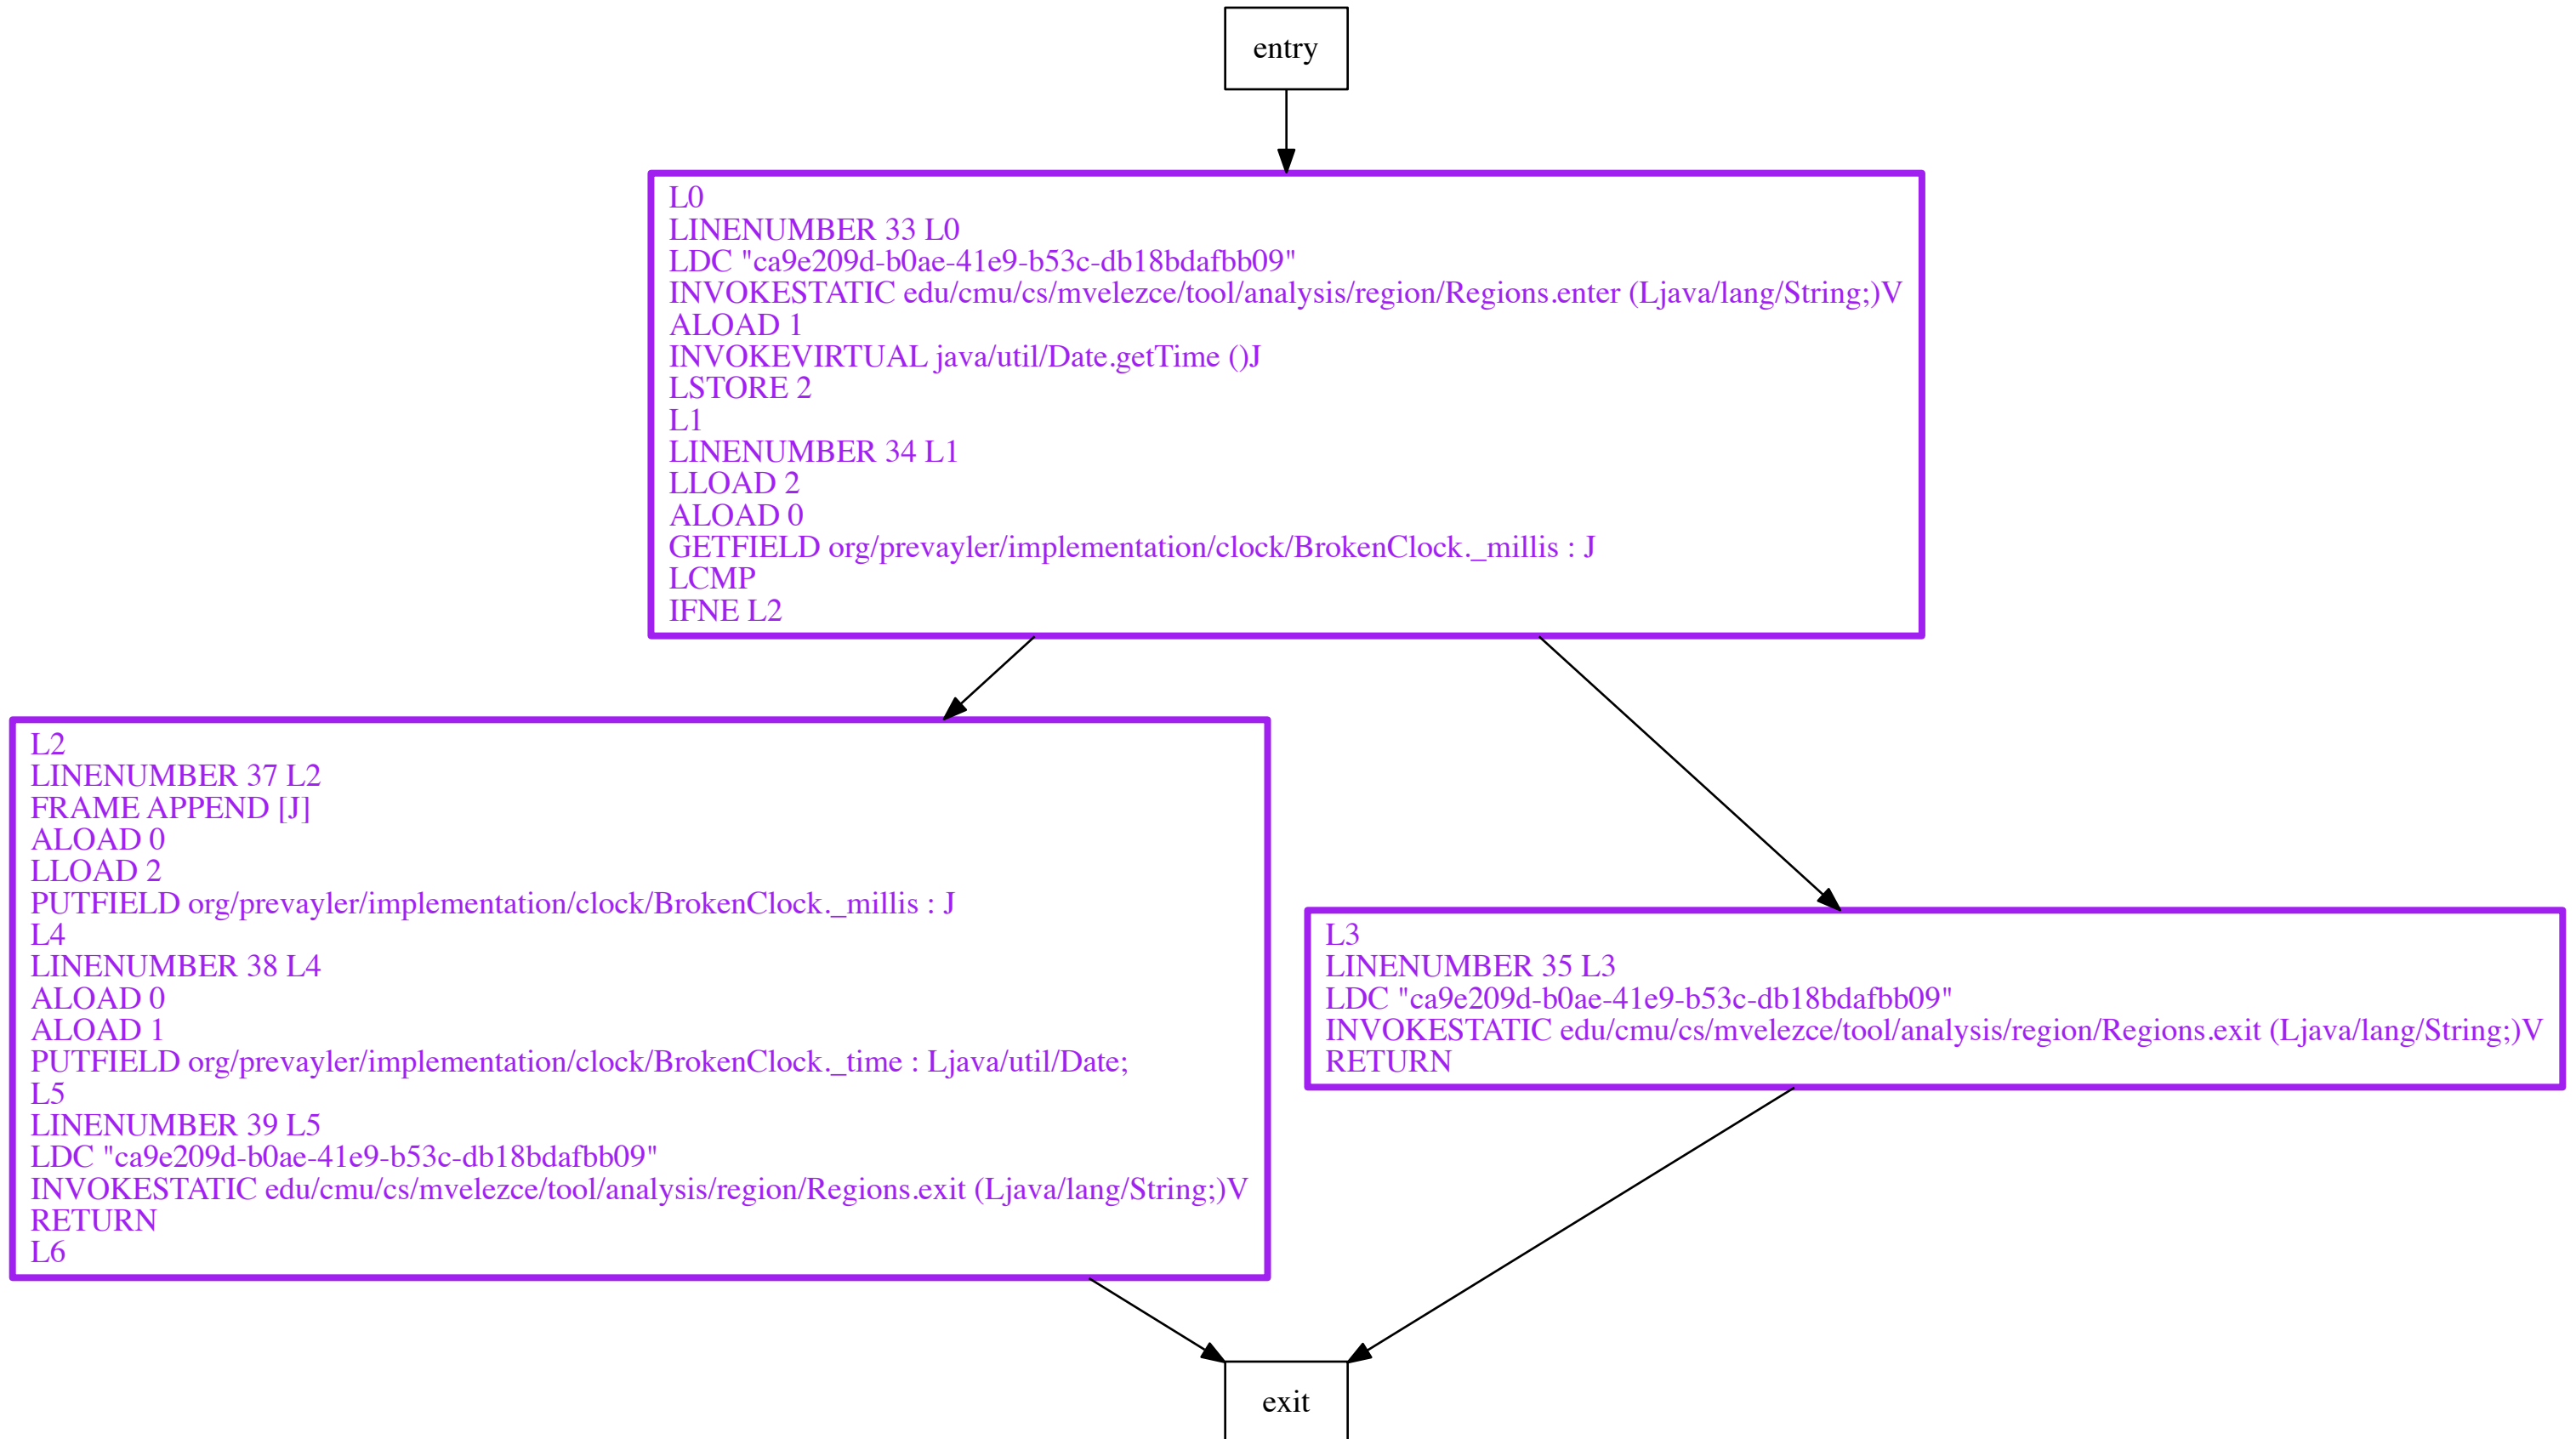 entry
L0
LINENUMBER 33 L0
LDC "ca9e209d-b0ae-41e9-b53c-db18bdafbb09"
INVOKESTATIC edu/cmu/cs/mvelezce/tool/analysis/region/Regions.enter (Ljava/lang/String;)V
ALOAD 1
INVOKEVIRTUAL java/util/Date.getTime ()J
LSTORE 2
L1
LINENUMBER 34 L1
LLOAD 2
ALOAD 0
GETFIELD org/prevayler/implementation/clock/BrokenClock._millis : J
LCMP
IFNE L2
L2
LINENUMBER 37 L2
FRAME APPEND [J]
ALOAD 0
LLOAD 2
PUTFIELD org/prevayler/implementation/clock/BrokenClock._millis : J
L4
LINENUMBER 38 L4
ALOAD 0
ALOAD 1
PUTFIELD org/prevayler/implementation/clock/BrokenClock._time : Ljava/util/Date;
L5
LINENUMBER 39 L5
LDC "ca9e209d-b0ae-41e9-b53c-db18bdafbb09"
INVOKESTATIC edu/cmu/cs/mvelezce/tool/analysis/region/Regions.exit (Ljava/lang/String;)V
RETURN
L6
L3
LINENUMBER 35 L3
LDC "ca9e209d-b0ae-41e9-b53c-db18bdafbb09"
INVOKESTATIC edu/cmu/cs/mvelezce/tool/analysis/region/Regions.exit (Ljava/lang/String;)V
RETURN
exit